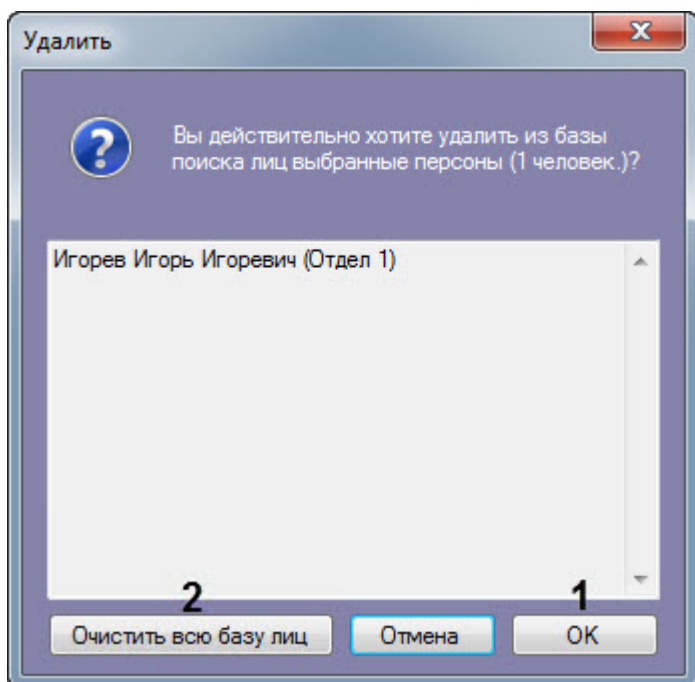 Удалить
Вы действительно хотите удалить из базы
поиска лиц выбранные персоны (1 человек.)?
Игорев Игорь Игоревич (Отдел 1)
2
1
Очистить всю базу лиц
Отмена
OK